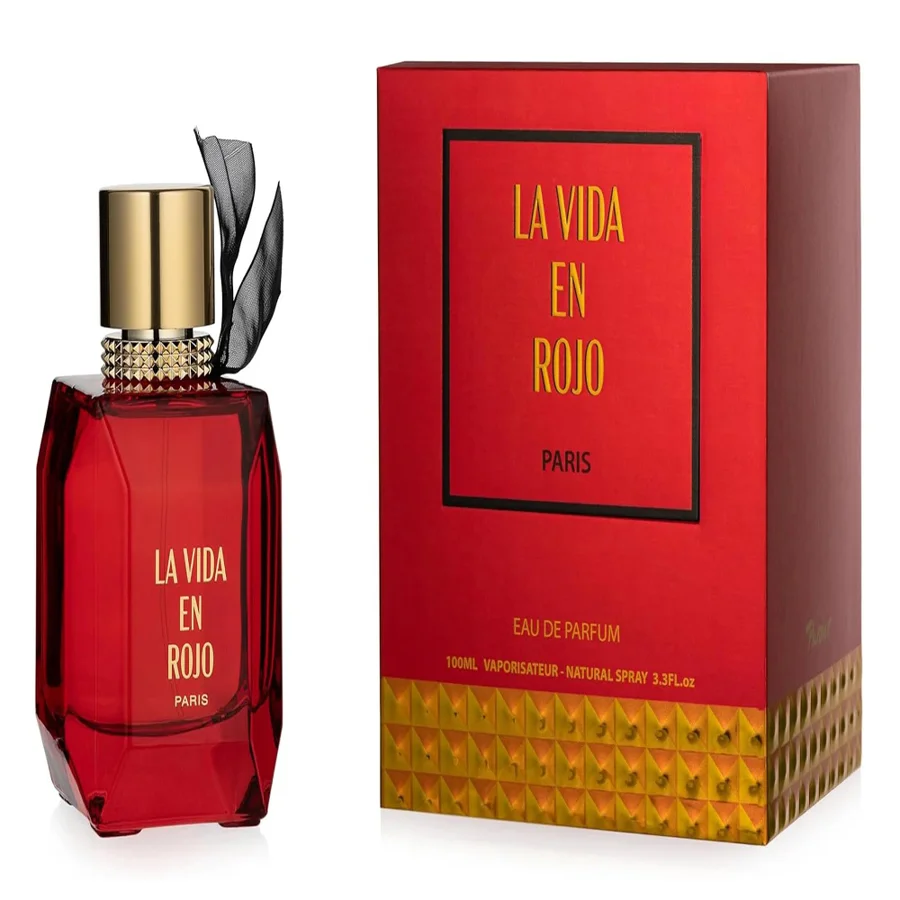 LA VIDA
EN
ROJO
PARIS
LA VIDA
EN
ROJO
PARIS
EAU DE PARFUM
100ML VAPORISATEUR - NATURAL SPRAY 3.3FL.oz